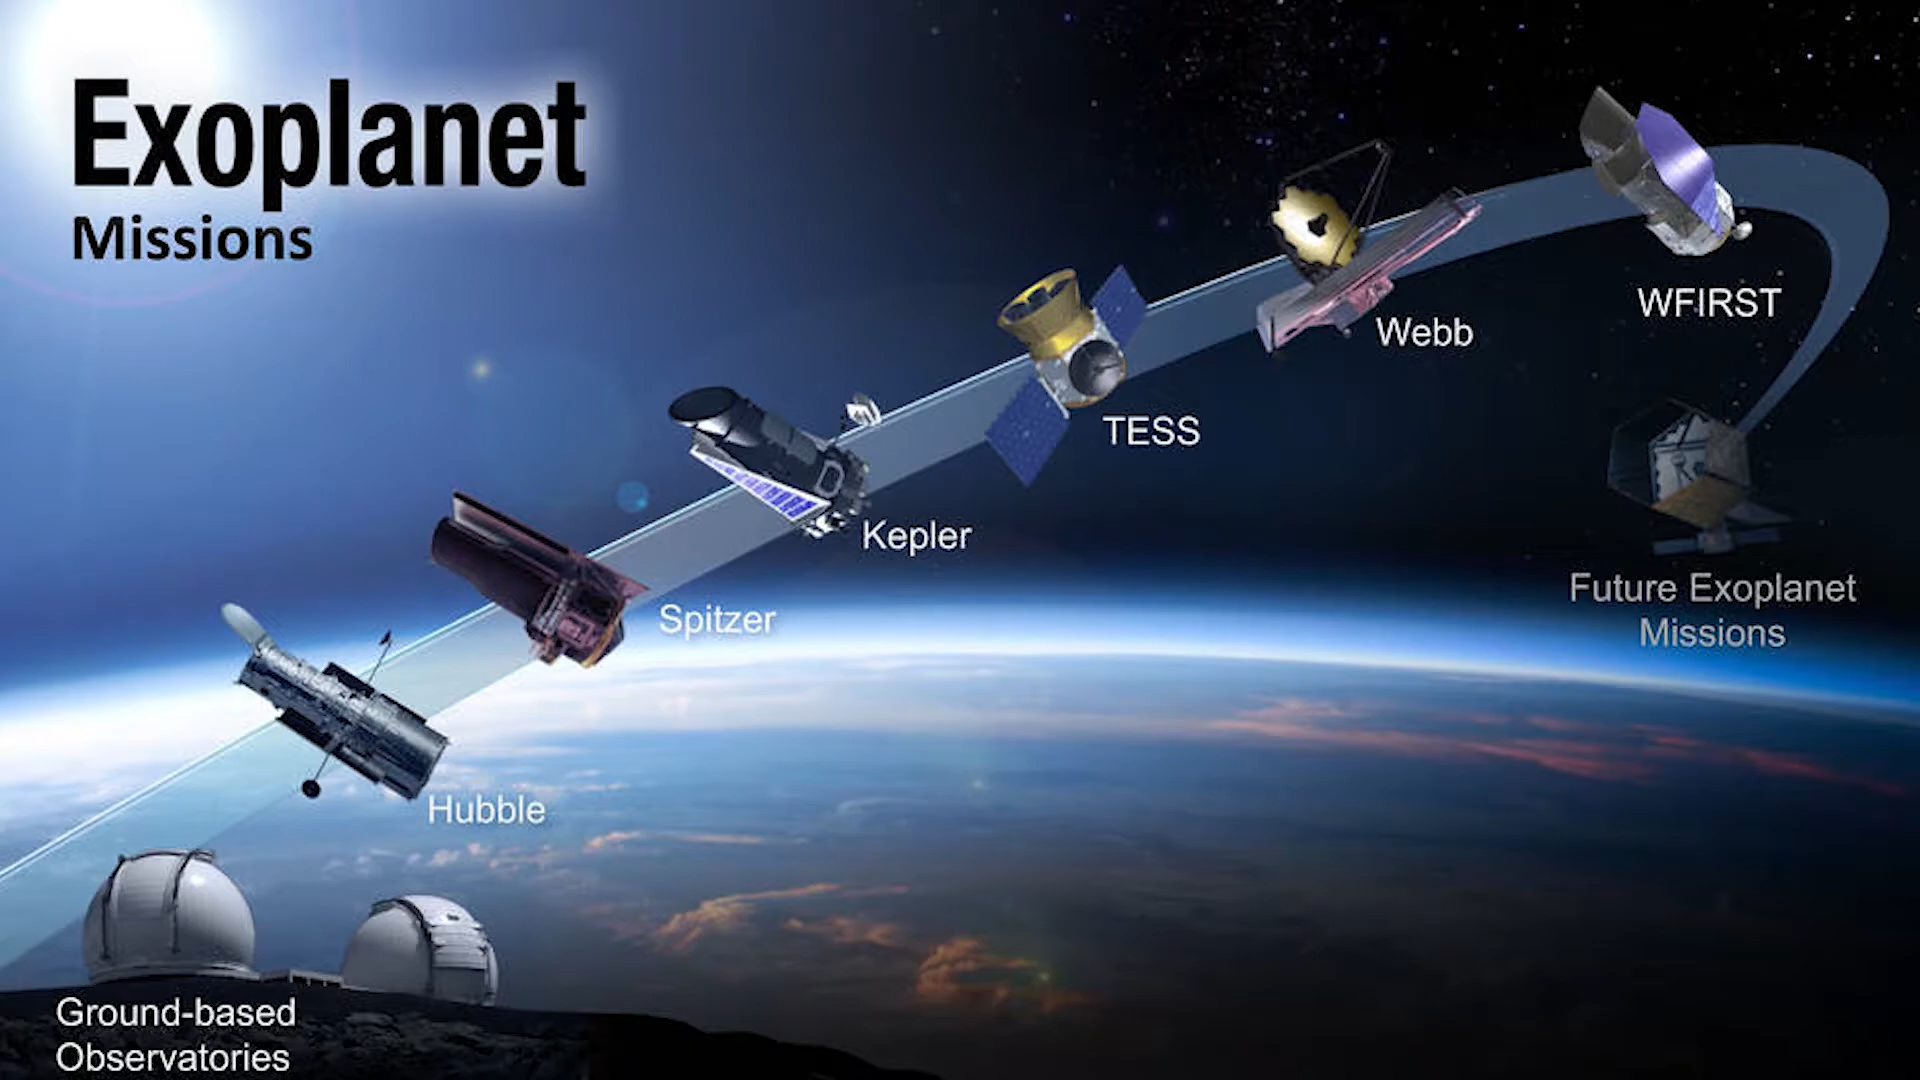 Exoplanet
Missions
WFIRST
Webb
TESS
Kepler
Future Exoplanet
Missions
Spitzer
Hubble
Ground-based
Observatories